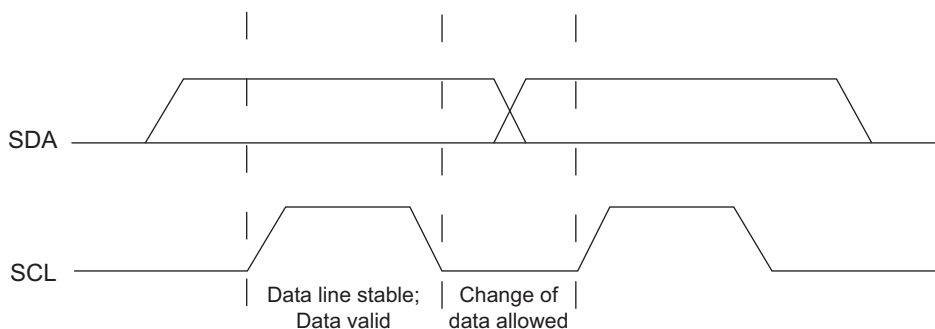 SDA
SCL
Data line stable;
Data valid
Change of
data allowed